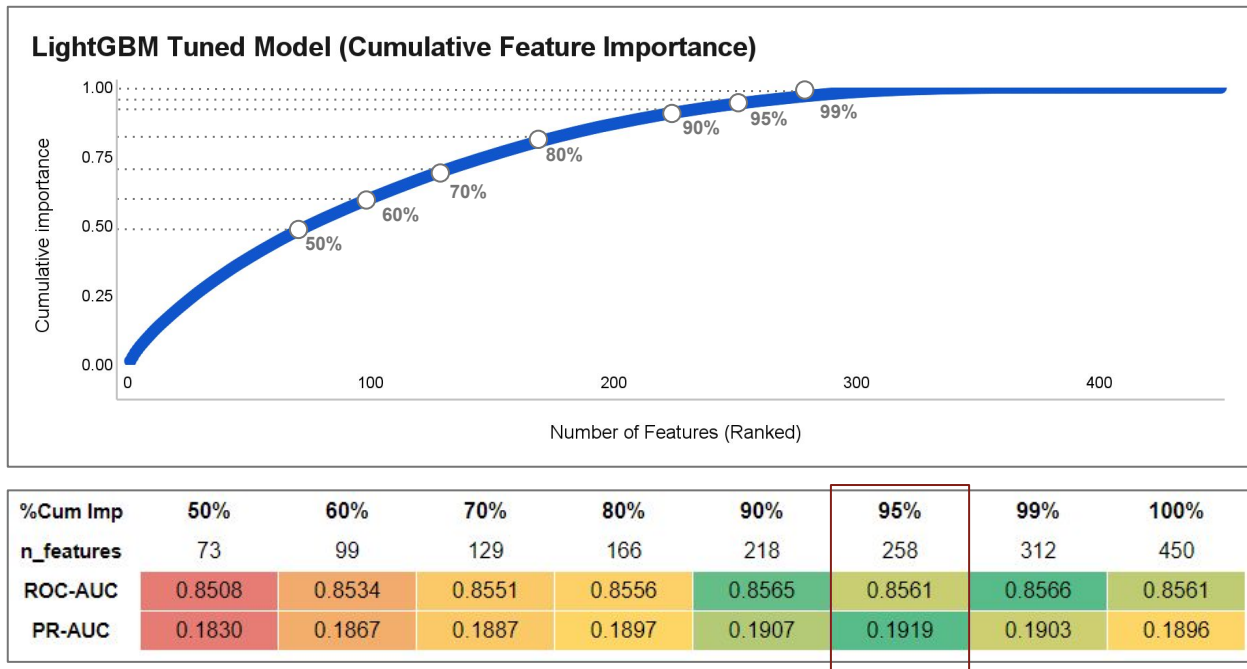 LightGBM Tuned Model (Cumulative Feature Importance)
Cumulative importance
1.00
0.75
0.50
0.25
0.00
50%
60%
70%
80%
90%
95%
99%
0 100 200 300 400
Number of Features (Ranked)
%Cum Imp 50% 60% 70% 80% 90% 95% 99% 100%
n_features 73 99 129 166 218 258 312 450
ROC-AUC 0.8508 0.8534 0.8551 0.8556 0.8565 0.8561 0.8566 0.8561
PR-AUC 0.1830 0.1867 0.1887 0.1897 0.1907 0.1919 0.1903 0.1896